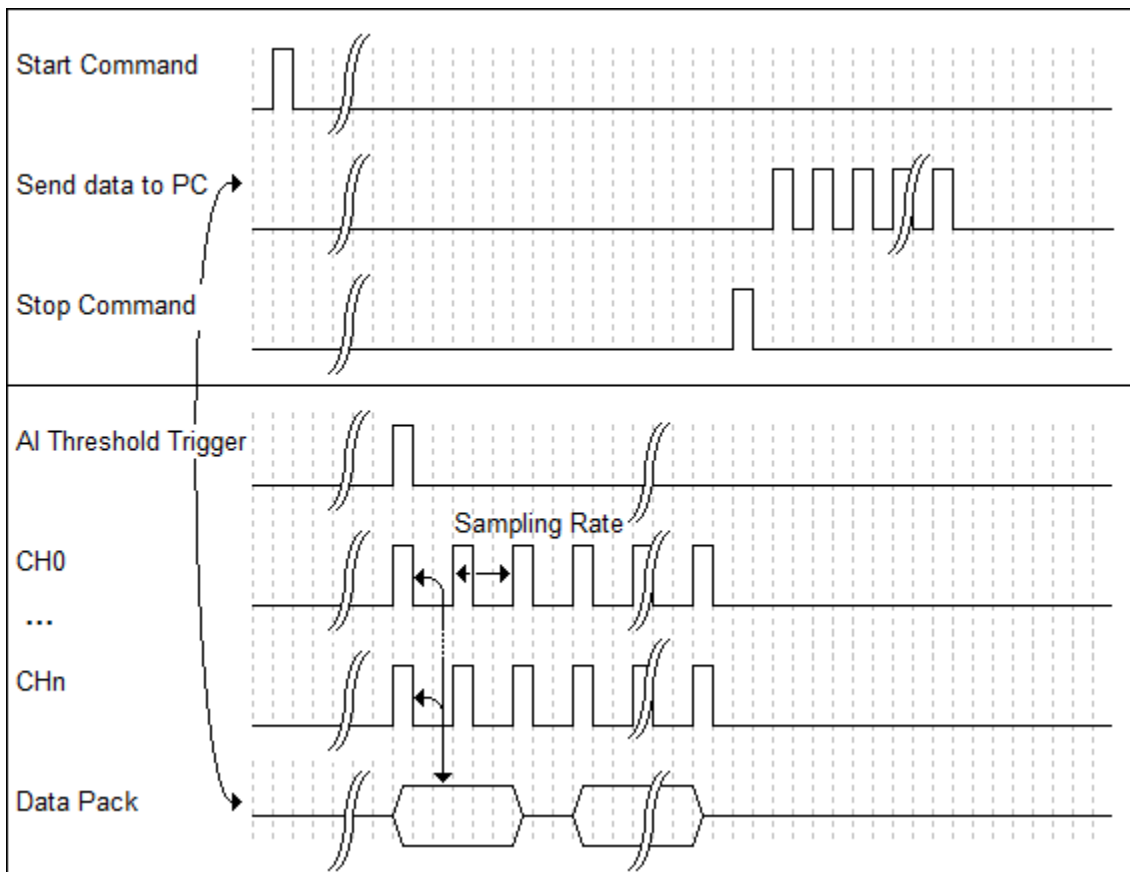 Start Command
Send data to PC
Stop Command
AI Threshold Trigger
Sampling Rate
CH0
...
CHn
Data Pack